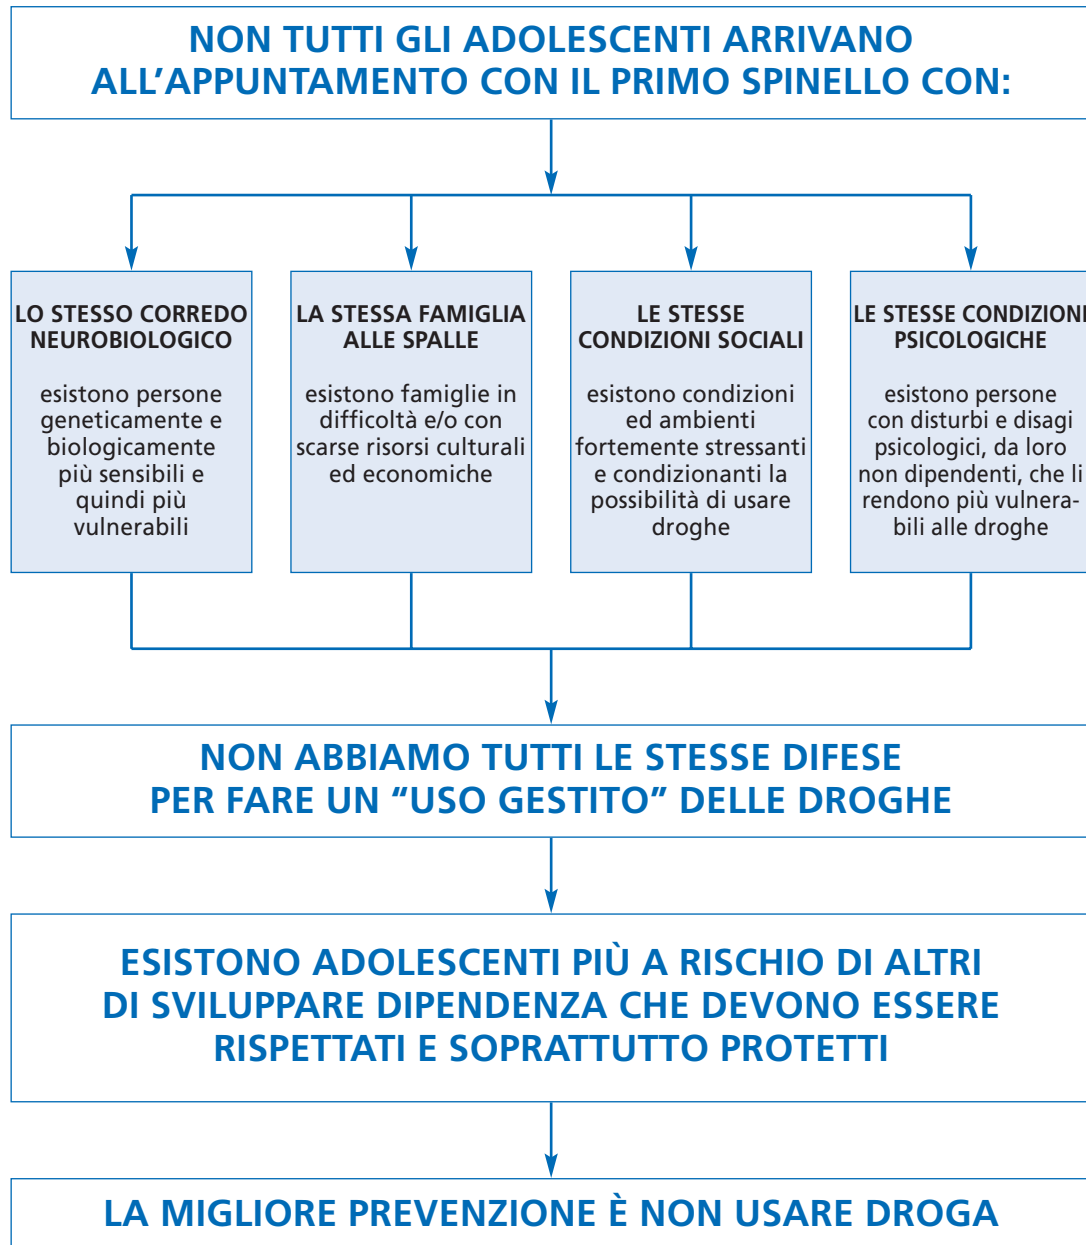 NON TUTTI GLI ADOLESCENTI ARRIVANO
ALL'APPUNTAMENTO CON IL PRIMO SPINELLO CON:
LO STESSO CORREDO
NEUROBIOLOGICO
esistono persone
geneticamente e
biologicamente
più sensibili e
quindi più
vulnerabili
LA STESSA FAMIGLIA
ALLE SPALLE
esistono famiglie in
difficoltà e/o con
scarse risorsi culturali
ed economiche
LE STESSE
CONDIZIONI SOCIALI
esistono condizioni
ed ambienti
fortemente stressanti
e condizionanti la
possibilità di usare
droghe
LE STESSE CONDIZIONI
PSICOLOGICHE
esistono persone
con disturbi e disagi
psicologici, da loro
non dipendenti, che li
rendono più vulnera-
bili alle droghe
NON ABBIAMO TUTTI LE STESSE DIFESE
PER FARE UN "USO GESTITO" DELLE DROGHE
ESISTONO ADOLESCENTI PIÙ A RISCHIO DI ALTRI
DI SVILUPPARE DIPENDENZA CHE DEVONO ESSERE
RISPETTATI E SOPRATTUTTO PROTETTI
LA MIGLIORE PREVENZIONE È NON USARE DROGA